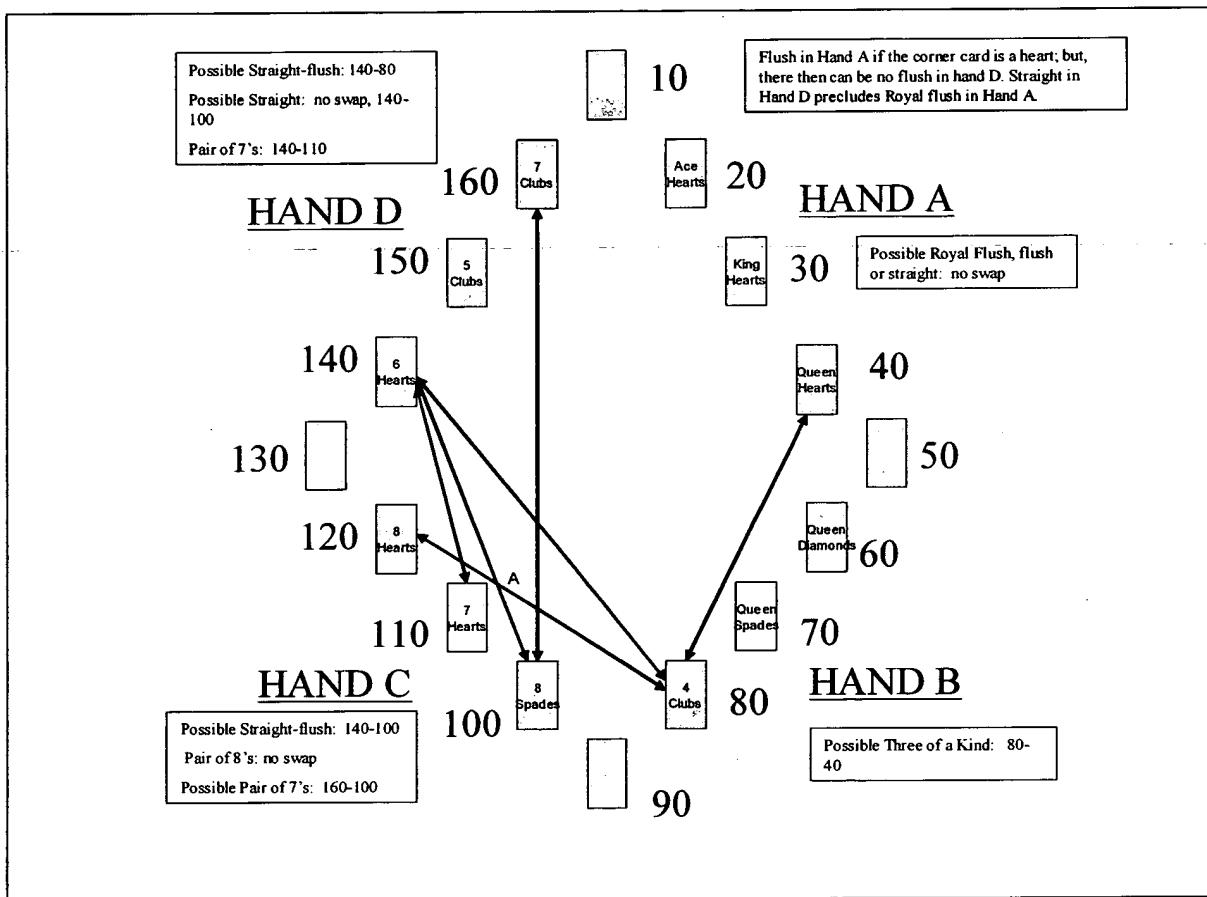 Possible Straight-flush: 140-80
Possible Straight: no swap, 140-
100
Pair of 7's: 140-110
10
Flush in Hand A if the corner card is a heart; but,
there then can be no flush in hand D. Straight in
Hand D precludes Royal flush in Hand A.
160
7
Clubs
Ace
Hearts
20
HAND D
HAND A
150
5
Clubs
King
Hearts
30
Possible Royal Flush, flush
or straight: no swap
140
6
Hearts
Queen
Hearts
40
130
50
120
8
Hearts
Queen
Diamonds
60
A
110
7
Hearts
Queen
Spades
70
HAND C
100
8
Spades
4
Clubs
80
HAND B
Possible Straight-flush: 140-100
Pair of 8's: no swap
Possible Pair of 7's: 160-100
Possible Three of a Kind: 80-
40
90